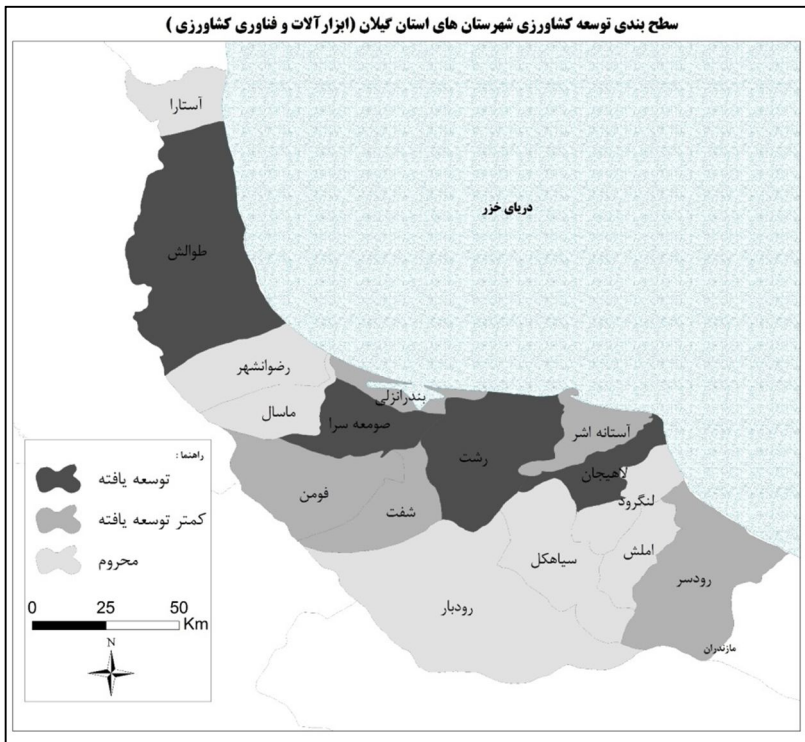 سطح بندی توسعه کشاورزی شهرستان های استان گیلان (ابزارآلات و فناوری کشاورزی )
آستارا
دریای خزر
طوالش
رضوانشهر
ماسال
بندرانزلی
صومعه سرا
آستانه اشر
رشت
لاهیجان
لنگرود
فومن
شفت
سیاهکل
املش
رودسر
رودبار
مازندران
راهنما :
توسعه یافته
کمتر توسعه یافته
محروم
0 25 50
Km
N